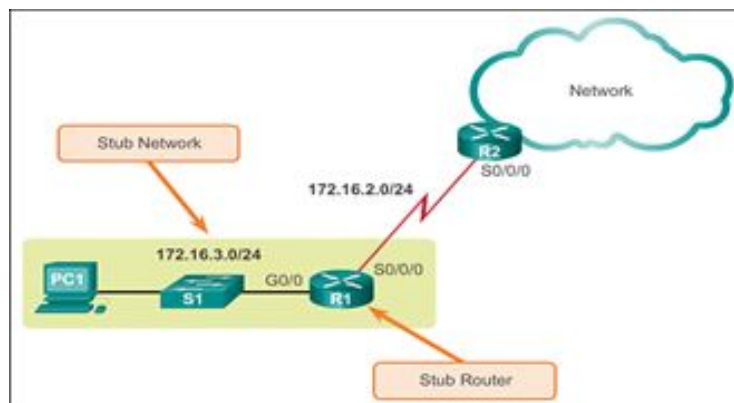 Network
Stub Network
R2
S0/0/0
172.16.2.0/24
172.16.3.0/24
PC1
S1
G0/0
R1
S0/0/0
Stub Router